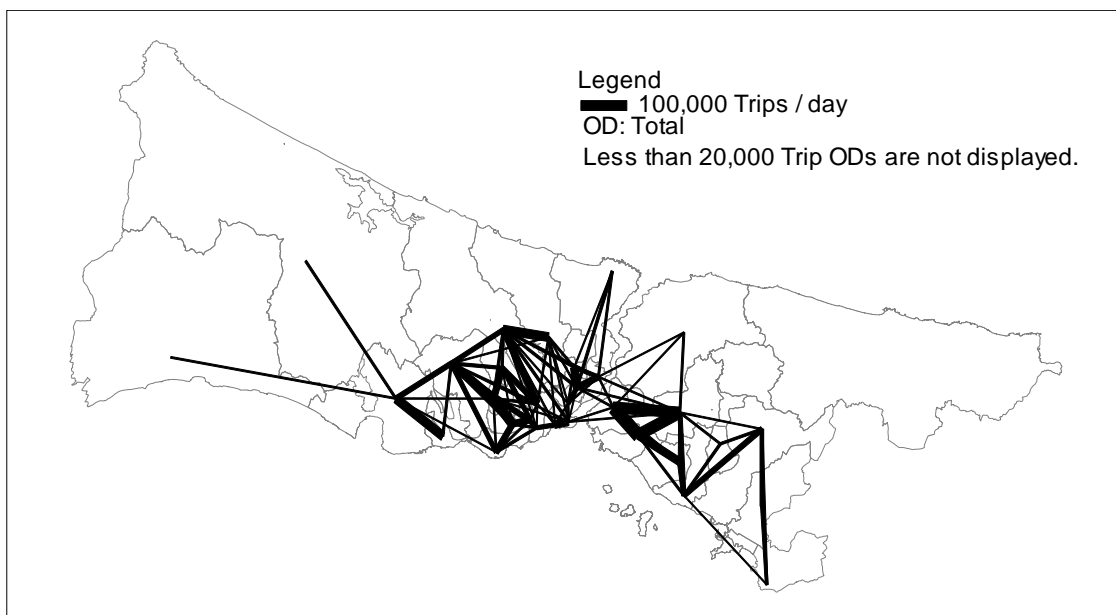 Legend
100,000 Trips / day
OD: Total
Less than 20,000 Trip ODs are not displayed.